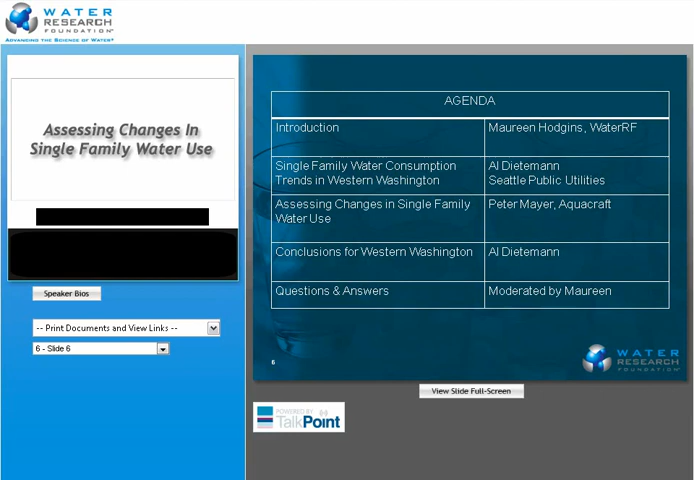 WATER
RESEARCH
FOUNDATION
ADVANCING THE SCIENCE OF WATER®
Assessing Changes In
Single Family Water Use
Speaker Bios
-- Print Documents and View Links --
6 - Slide 6
AGENDA
Introduction
Maureen Hodgins, WaterRF
Single Family Water Consumption
Trends in Western Washington
Al Dietemann
Seattle Public Utilities
Assessing Changes in Single Family
Water Use
Peter Mayer, Aquacraft
Conclusions for Western Washington
Al Dietemann
Questions & Answers
Moderated by Maureen
6
WATER
RESEARCH
FOUNDATION
View Slide Full-Screen
POWERED BY
TalkPoint